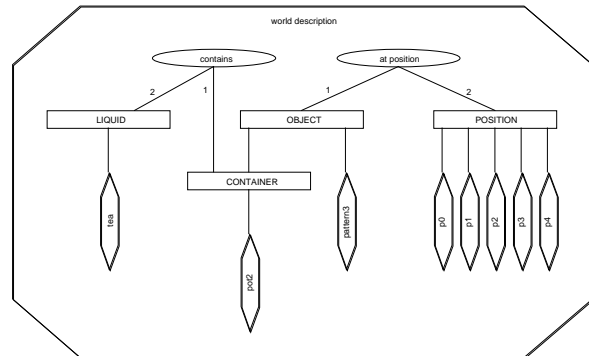 world description
contains
at position
2
1
1
2
LIQUID
OBJECT
POSITION
CONTAINER
tea
pattern3
p0
p1
p2
p3
p4
pot2